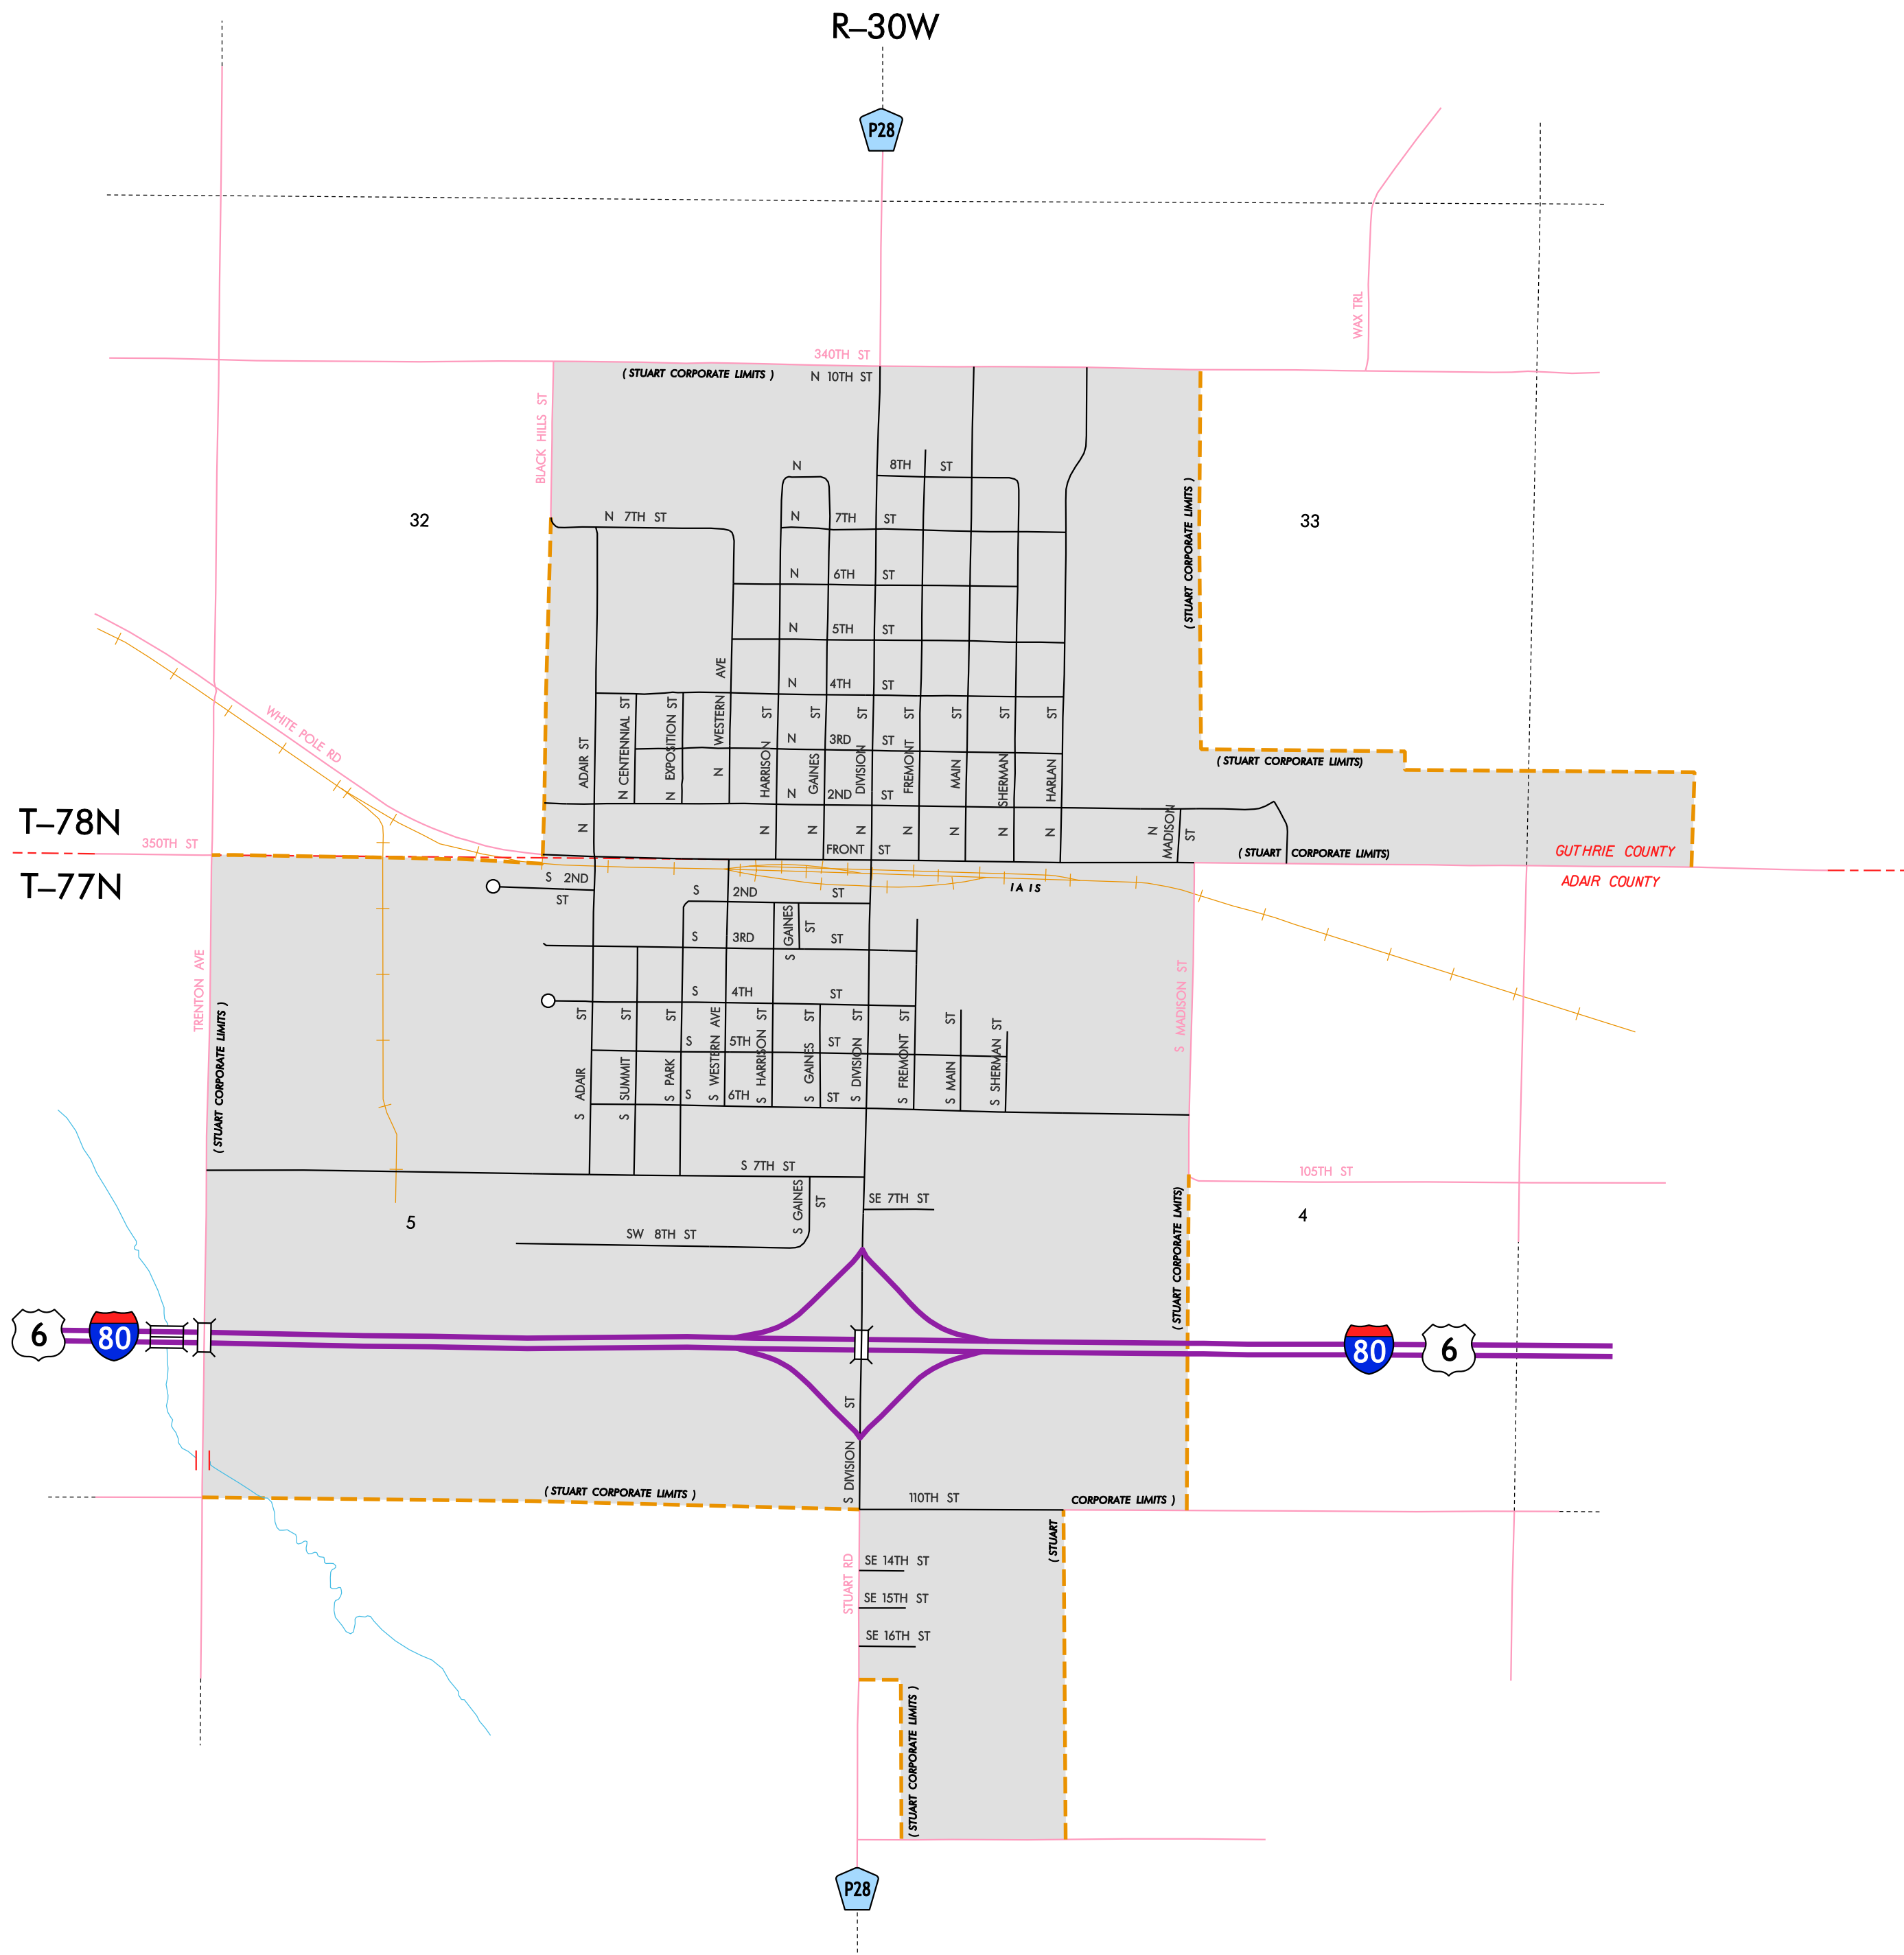 R–30W
P28
WAX TRL
340TH ST
( STUART CORPORATE LIMITS )
N 10TH ST
BLACK HILLS ST
N 8TH ST
( STUART CORPORATE LIMITS )
32
N 7TH ST
N 7TH ST
33
N 6TH ST
N 5TH ST
N 4TH ST
WHITE POLE RD
N ADAIR ST
N CENTENNIAL ST
N EXPOSITION ST
N WESTERN AVE
N HARRISON ST
N GAINES ST
N DIVISION ST
N FREMONT ST
N MAIN ST
N SHERMAN ST
N HARLAN ST
N 3RD ST
( STUART CORPORATE LIMITS)
N 2ND ST
N MADISON ST
T–78N
350TH ST
FRONT ST
( STUART CORPORATE LIMITS)
GUTHRIE COUNTY
T–77N
ADAIR COUNTY
IAIS
S 2ND ST
S 2ND ST
S GAINES ST
S 3RD ST
TRENTON AVE
( STUART CORPORATE LIMITS )
S MADISON ST
S 4TH ST
S ADAIR ST
S SUMMIT ST
S PARK ST
S WESTERN AVE
S HARRISON ST
S GAINES ST
S DIVISION ST
S FREMONT ST
S MAIN ST
S SHERMAN ST
S 5TH ST
S 6TH ST
S 7TH ST
105TH ST
S GAINES ST
SE 7TH ST
5
4
SW 8TH ST
( STUART CORPORATE LIMITS)
6
80
80
6
S DIVISION ST
( STUART CORPORATE LIMITS )
110TH ST
( STUART CORPORATE LIMITS )
STUART RD
SE 14TH ST
SE 15TH ST
SE 16TH ST
( STUART CORPORATE LIMITS )
P28